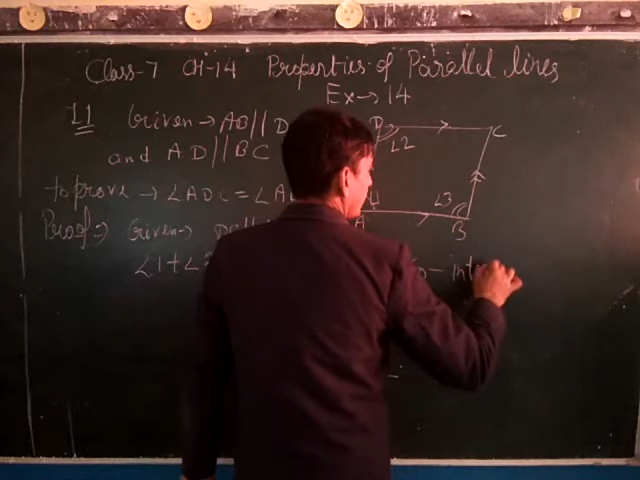 Class-7 CH-14 Properties of Parallel lines
Ex→14
11 Given → AB||D
and AD||BC
to prove → ∠ADC = ∠A
Proof ⇒ Given →
∠1+∠
D
C
∠2
∠3
A
B